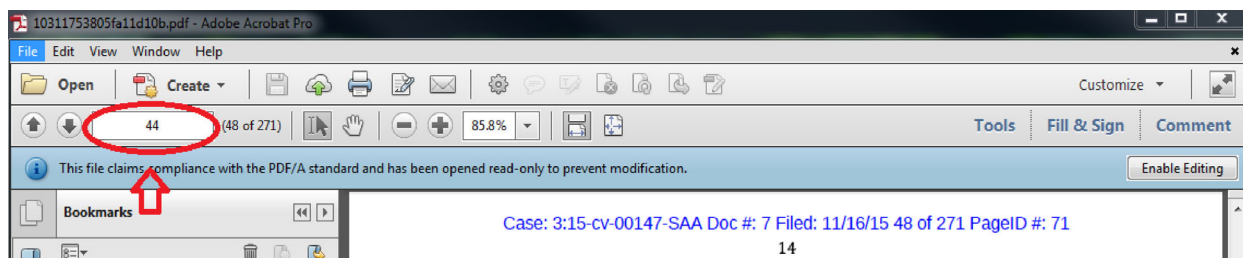 10311753805fa11d10b.pdf - Adobe Acrobat Pro
File Edit View Window Help
Open Create Customize
44 (48 of 271) 85.8% Tools Fill & Sign Comment
This file claims compliance with the PDF/A standard and has been opened read-only to prevent modification. Enable Editing
Bookmarks
Case: 3:15-cv-00147-SAA Doc #: 7 Filed: 11/16/15 48 of 271 PageID #: 71
14